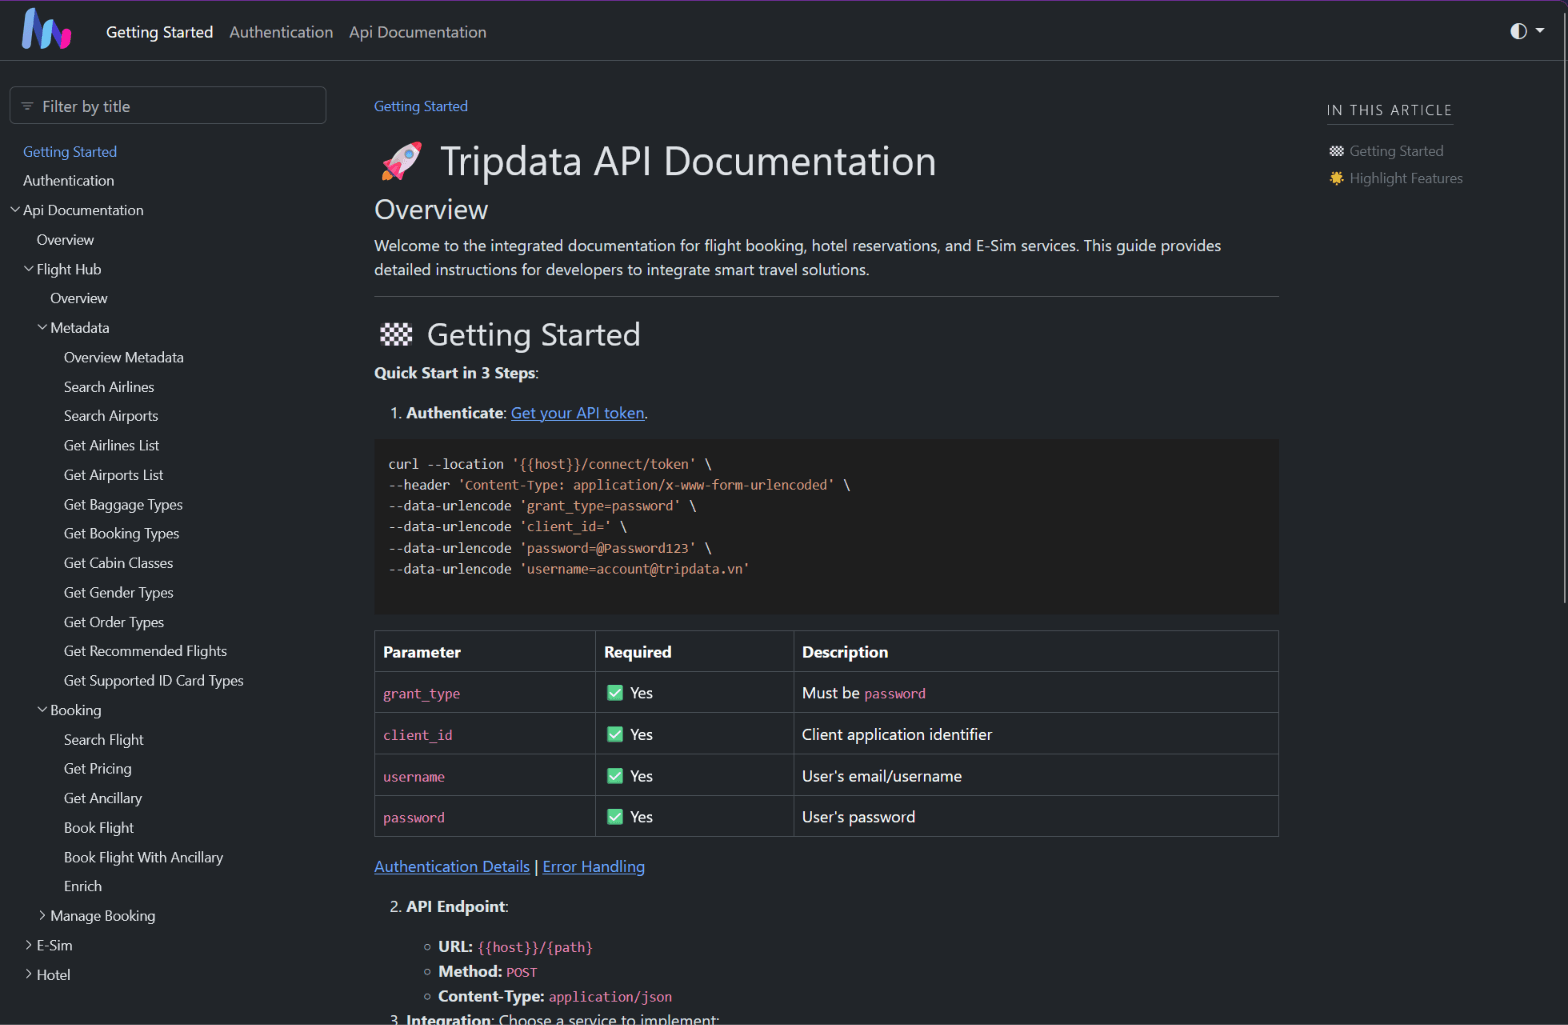 Getting Started Authentication Api Documentation
Filter by title
Getting Started
Authentication
Api Documentation
Overview
Flight Hub
Overview
Metadata
Overview Metadata
Search Airlines
Search Airports
Get Airlines List
Get Airports List
Get Baggage Types
Get Booking Types
Get Cabin Classes
Get Gender Types
Get Order Types
Get Recommended Flights
Get Supported ID Card Types
Booking
Search Flight
Get Pricing
Get Ancillary
Book Flight
Book Flight With Ancillary
Enrich
Manage Booking
E-Sim
Hotel
Getting Started
🚀 Tripdata API Documentation
Overview
Welcome to the integrated documentation for flight booking, hotel reservations, and E-Sim services. This guide provides
detailed instructions for developers to integrate smart travel solutions.
🏁 Getting Started
Quick Start in 3 Steps:
1. Authenticate: Get your API token.
curl --location '{{host}}/connect/token' \
--header 'Content-Type: application/x-www-form-urlencoded' \
--data-urlencode 'grant_type=password' \
--data-urlencode 'client_id=' \
--data-urlencode 'password=@Password123' \
--data-urlencode 'username=account@tripdata.vn'
Parameter Required Description
grant_type ✅ Yes Must be password
client_id ✅ Yes Client application identifier
username ✅ Yes User's email/username
password ✅ Yes User's password
Authentication Details | Error Handling
2. API Endpoint:
○ URL: {{host}}/{path}
○ Method: POST
○ Content-Type: application/json
3. Integration: Choose a service to implement:
IN THIS ARTICLE
🏁 Getting Started
🌟 Highlight Features